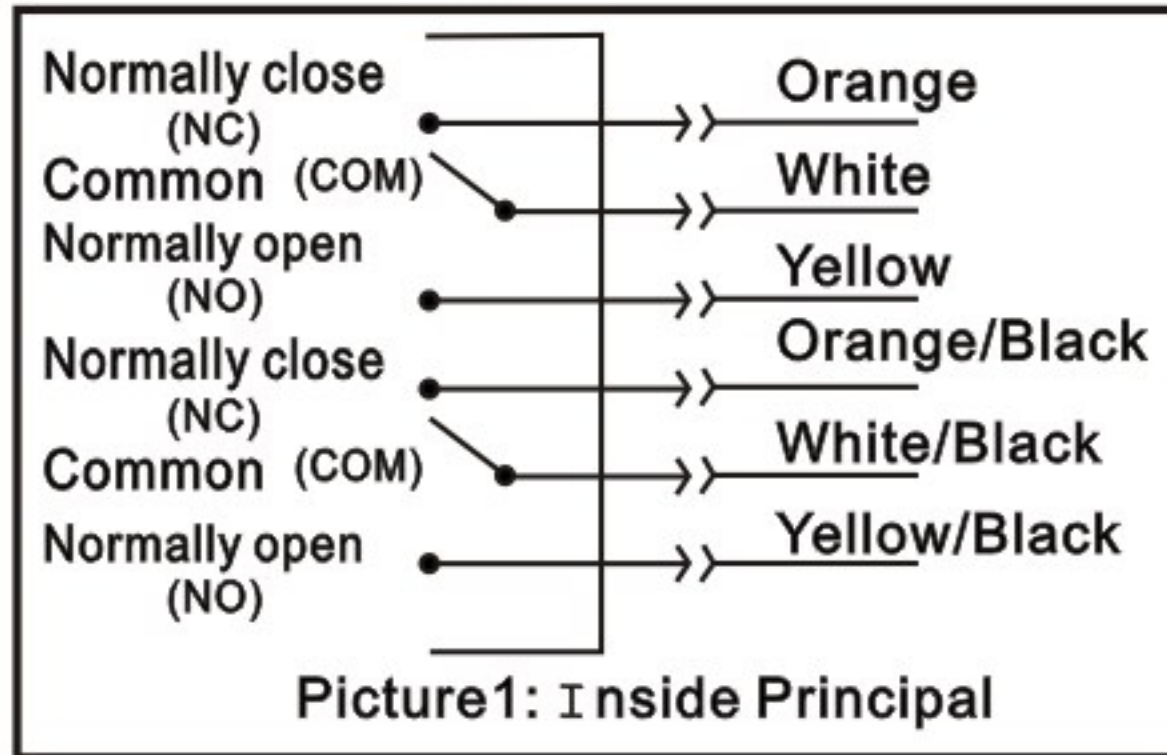 Normally close
(NC)
Orange
Common (COM)
White
Normally open
(NO)
Yellow
Normally close
(NC)
Orange/Black
Common (COM)
White/Black
Normally open
(NO)
Yellow/Black
Picture1: Inside Principal